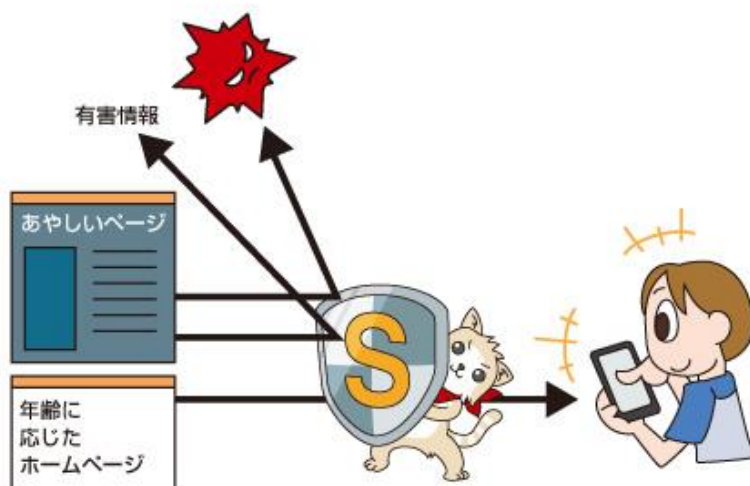 有害情報
あやしいページ
S
年齢に
応じた
ホームページ